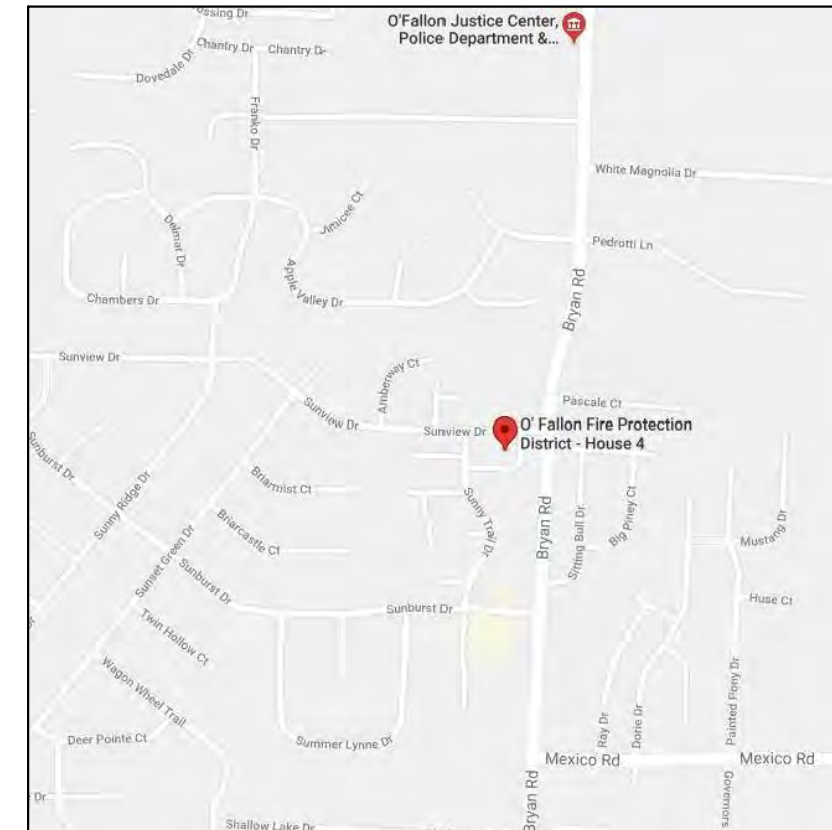 ossing Dr
O'Fallon Justice Center,
Police Department &...
Chantry Dr
Chantry Dr
Dovedale Dt
Franko Dr
White Magnolia Dr
Jimicee Ct
Delmar Dr
Pedrotti Ln
Apple Valley Dr
Chambers Dr
Bryan Rd
Sunview Dr
Amberway Ct
Pascale Ct
Sunview Dr
Sunview Dr
O' Fallon Fire Protection
District - House 4
Sunburst Dr
Briarmist Ct
Sunny Ridge Dr
Sunny Trail Dr
Bryan Rd
Sitting Bull Dr
Big Piney Ct
Mustang Dr
Briarcastle Ct
Sunset Green Dr
Sunburst Dr
Sunburst Dr
Huse Ct
Twin Hollow Ct
Wagon Wheel Trail
Painted Pony Dr
Ray Dr
Dorie Dr
Deer Pointe Ct
Summer Lynne Dr
Mexico Rd
Mexico Rd
Bryan Rd
Governors
Dr
Shallow Lake Dr